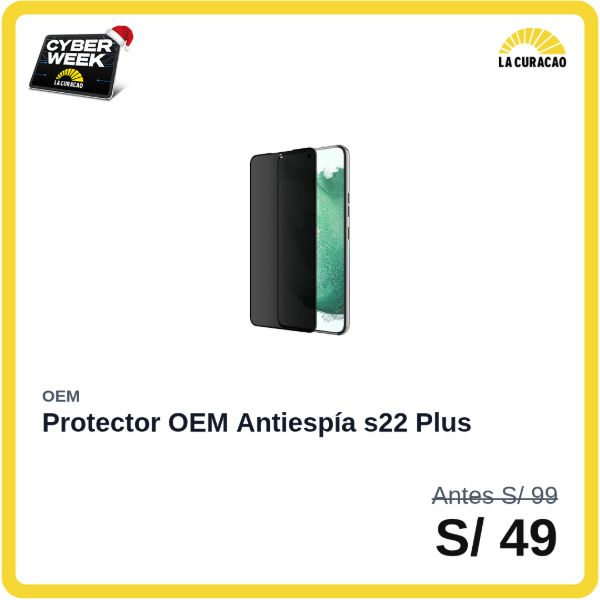 CYBER
WEEK
LA CURACAO
LA CURACAO
OEM
Protector OEM Antiespía s22 Plus
Antes S/ 99
S/ 49